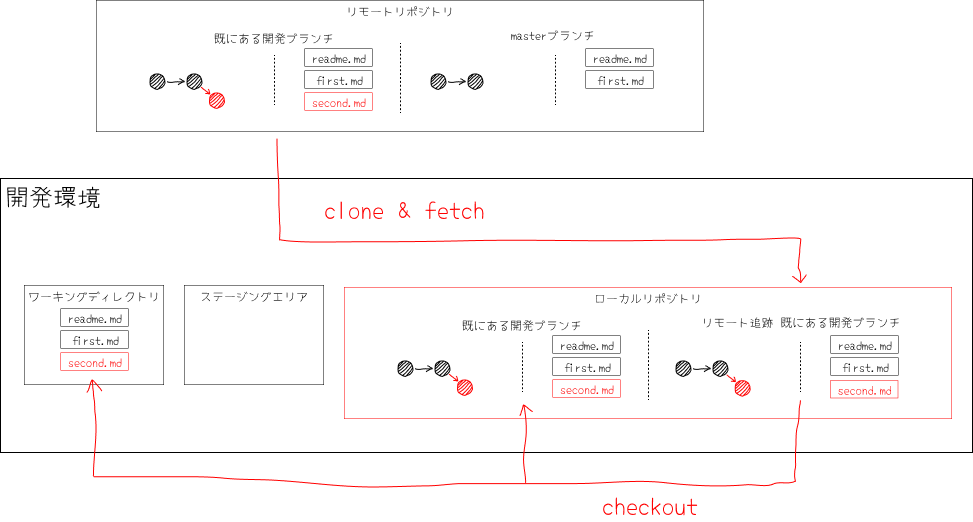 リモートリポジトリ
既にある開発ブランチ
readme.md
first.md
second.md
masterブランチ
readme.md
first.md
開発環境
clone & fetch
ワーキングディレクトリ
readme.md
first.md
second.md
ステージングエリア
ローカルリポジトリ
既にある開発ブランチ
readme.md
first.md
second.md
リモート追跡 既にある開発ブランチ
readme.md
first.md
second.md
checkout